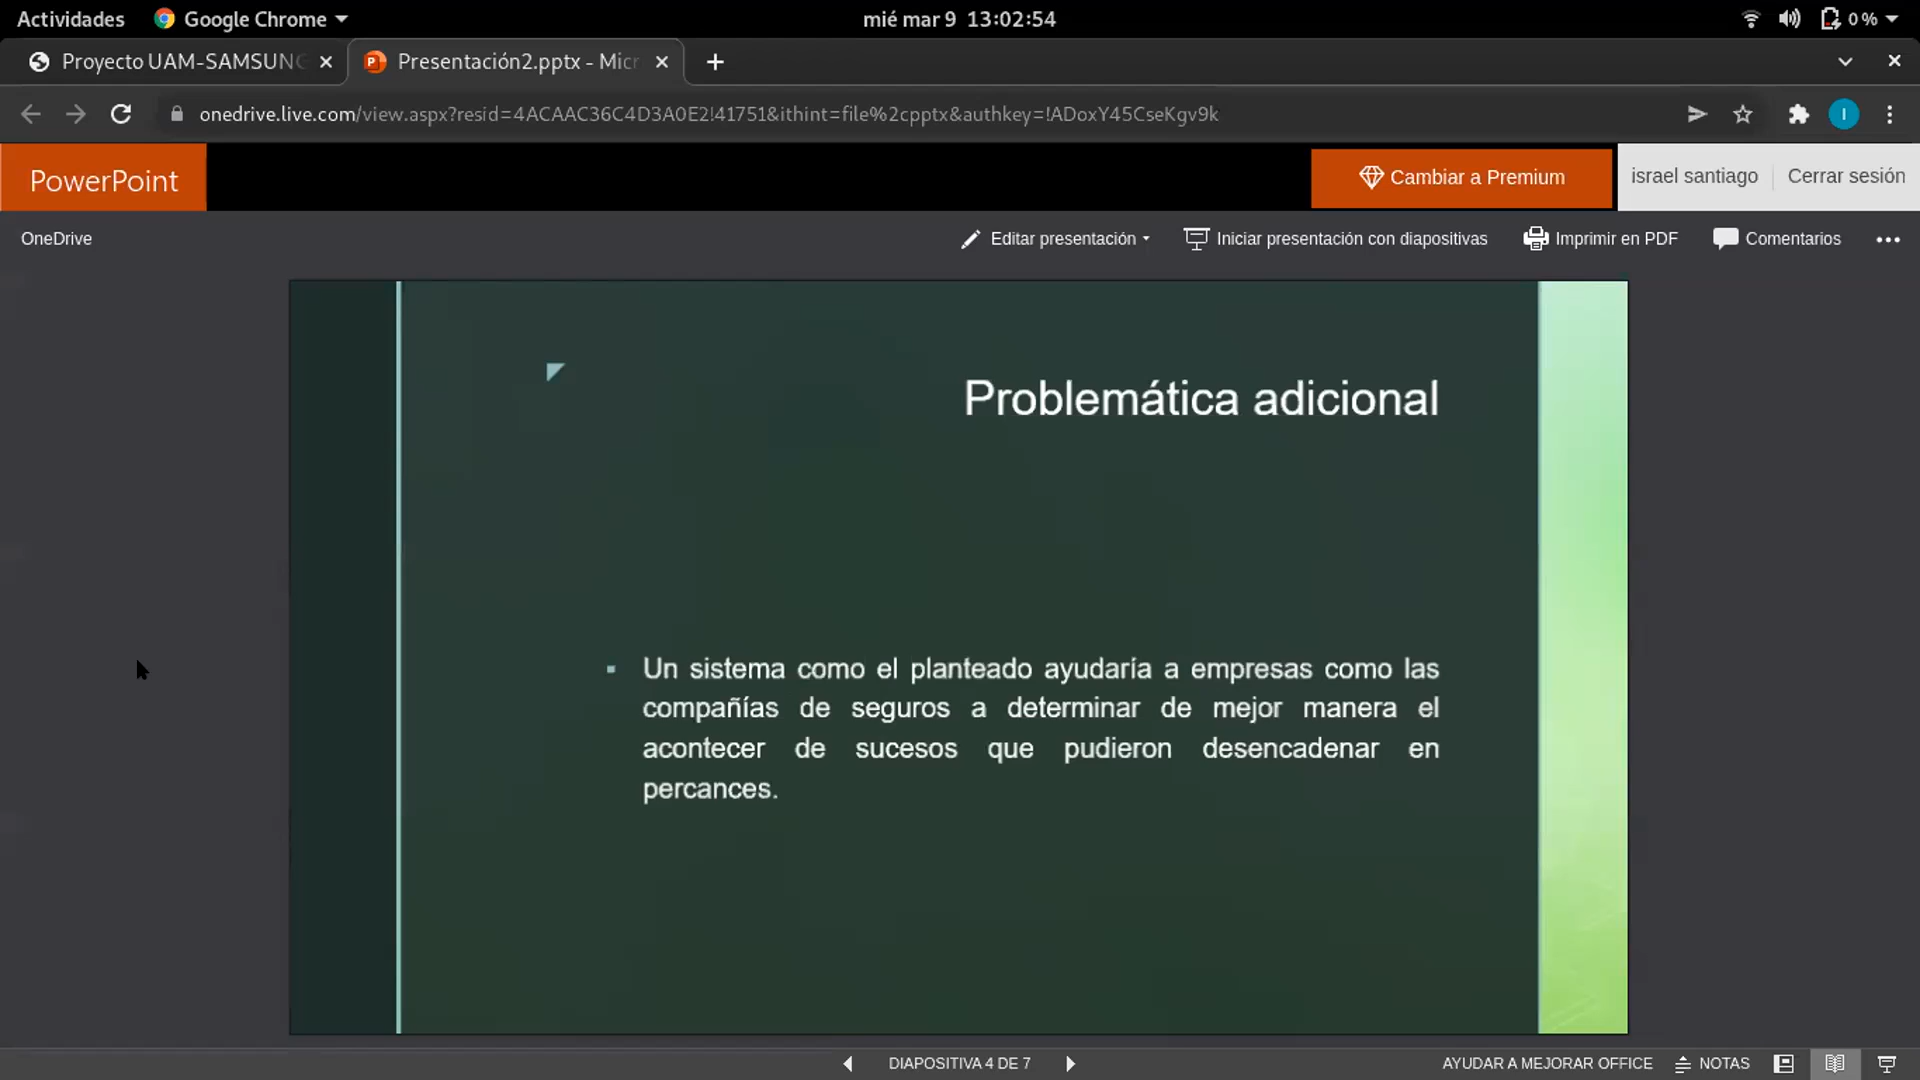 Actividades
Google Chrome
mié mar 9 13:02:54
0 %
Proyecto UAM-SAMSUNG
Presentación2.pptx - Micr
onedrive.live.com/view.aspx?resid=4ACAAC36C4D3A0E2!41751&ithint=file%2cpptx&authkey=!ADoxY45CseKgv9k
I
PowerPoint
Cambiar a Premium
israel santiago
Cerrar sesión
OneDrive
Editar presentación
Iniciar presentación con diapositivas
Imprimir en PDF
Comentarios
Problemática adicional
Un sistema como el planteado ayudaría a empresas como las
compañías de seguros a determinar de mejor manera el
acontecer de sucesos que pudieron desencadenar en
percances.
DIAPOSITIVA 4 DE 7
AYUDAR A MEJORAR OFFICE
NOTAS